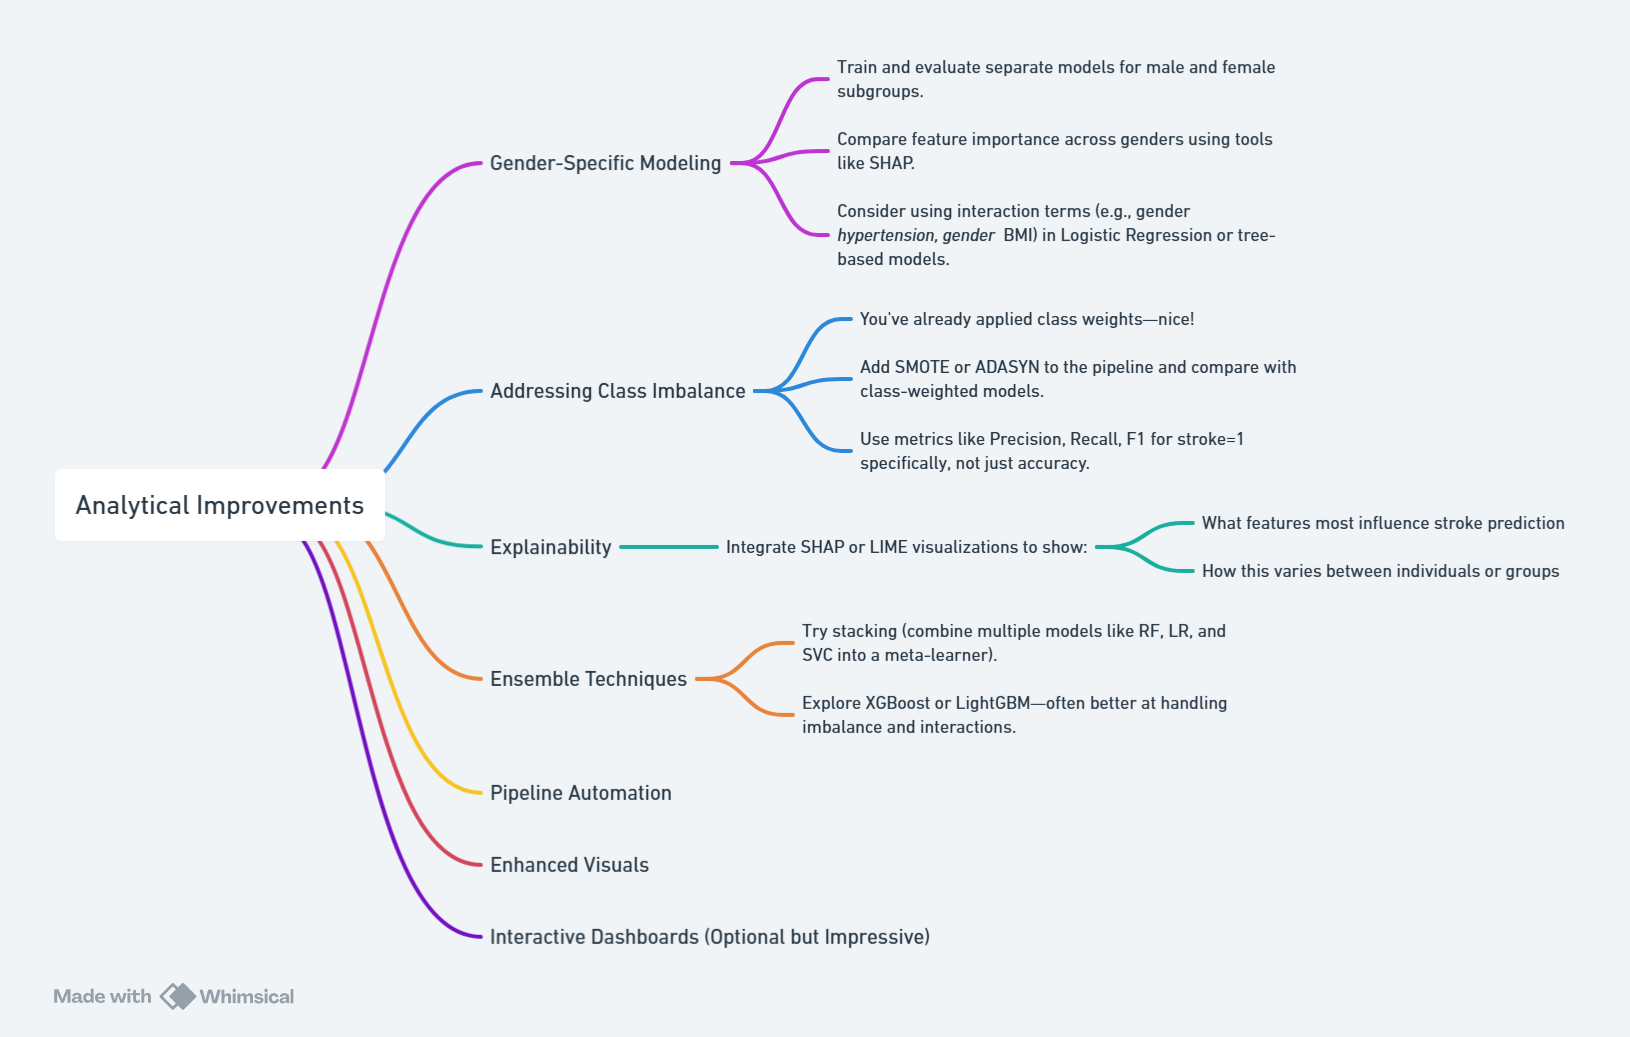 Train and evaluate separate models for male and female
subgroups.
Compare feature importance across genders using tools
like SHAP.
Gender-Specific Modeling
Consider using interaction terms (e.g., gender
hypertension, gender BMI) in Logistic Regression or tree-
based models.
You've already applied class weights—nice!
Add SMOTE or ADASYN to the pipeline and compare with
class-weighted models.
Addressing Class Imbalance
Use metrics like Precision, Recall, F1 for stroke=1
specifically, not just accuracy.
Analytical Improvements
What features most influence stroke prediction
Explainability
Integrate SHAP or LIME visualizations to show:
How this varies between individuals or groups
Try stacking (combine multiple models like RF, LR, and
SVC into a meta-learner).
Ensemble Techniques
Explore XGBoost or LightGBM—often better at handling
imbalance and interactions.
Pipeline Automation
Enhanced Visuals
Interactive Dashboards (Optional but Impressive)
Made with Whimsical